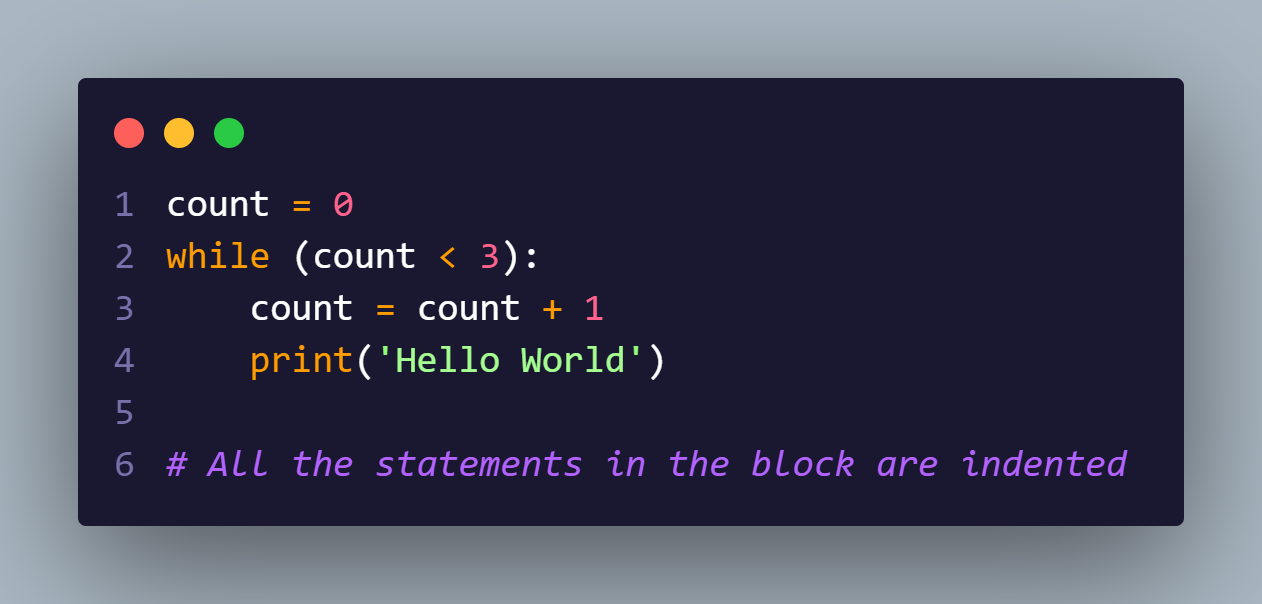 1 count = 0
2 while (count < 3):
3     count = count + 1
4     print('Hello World')
5
6 # All the statements in the block are indented